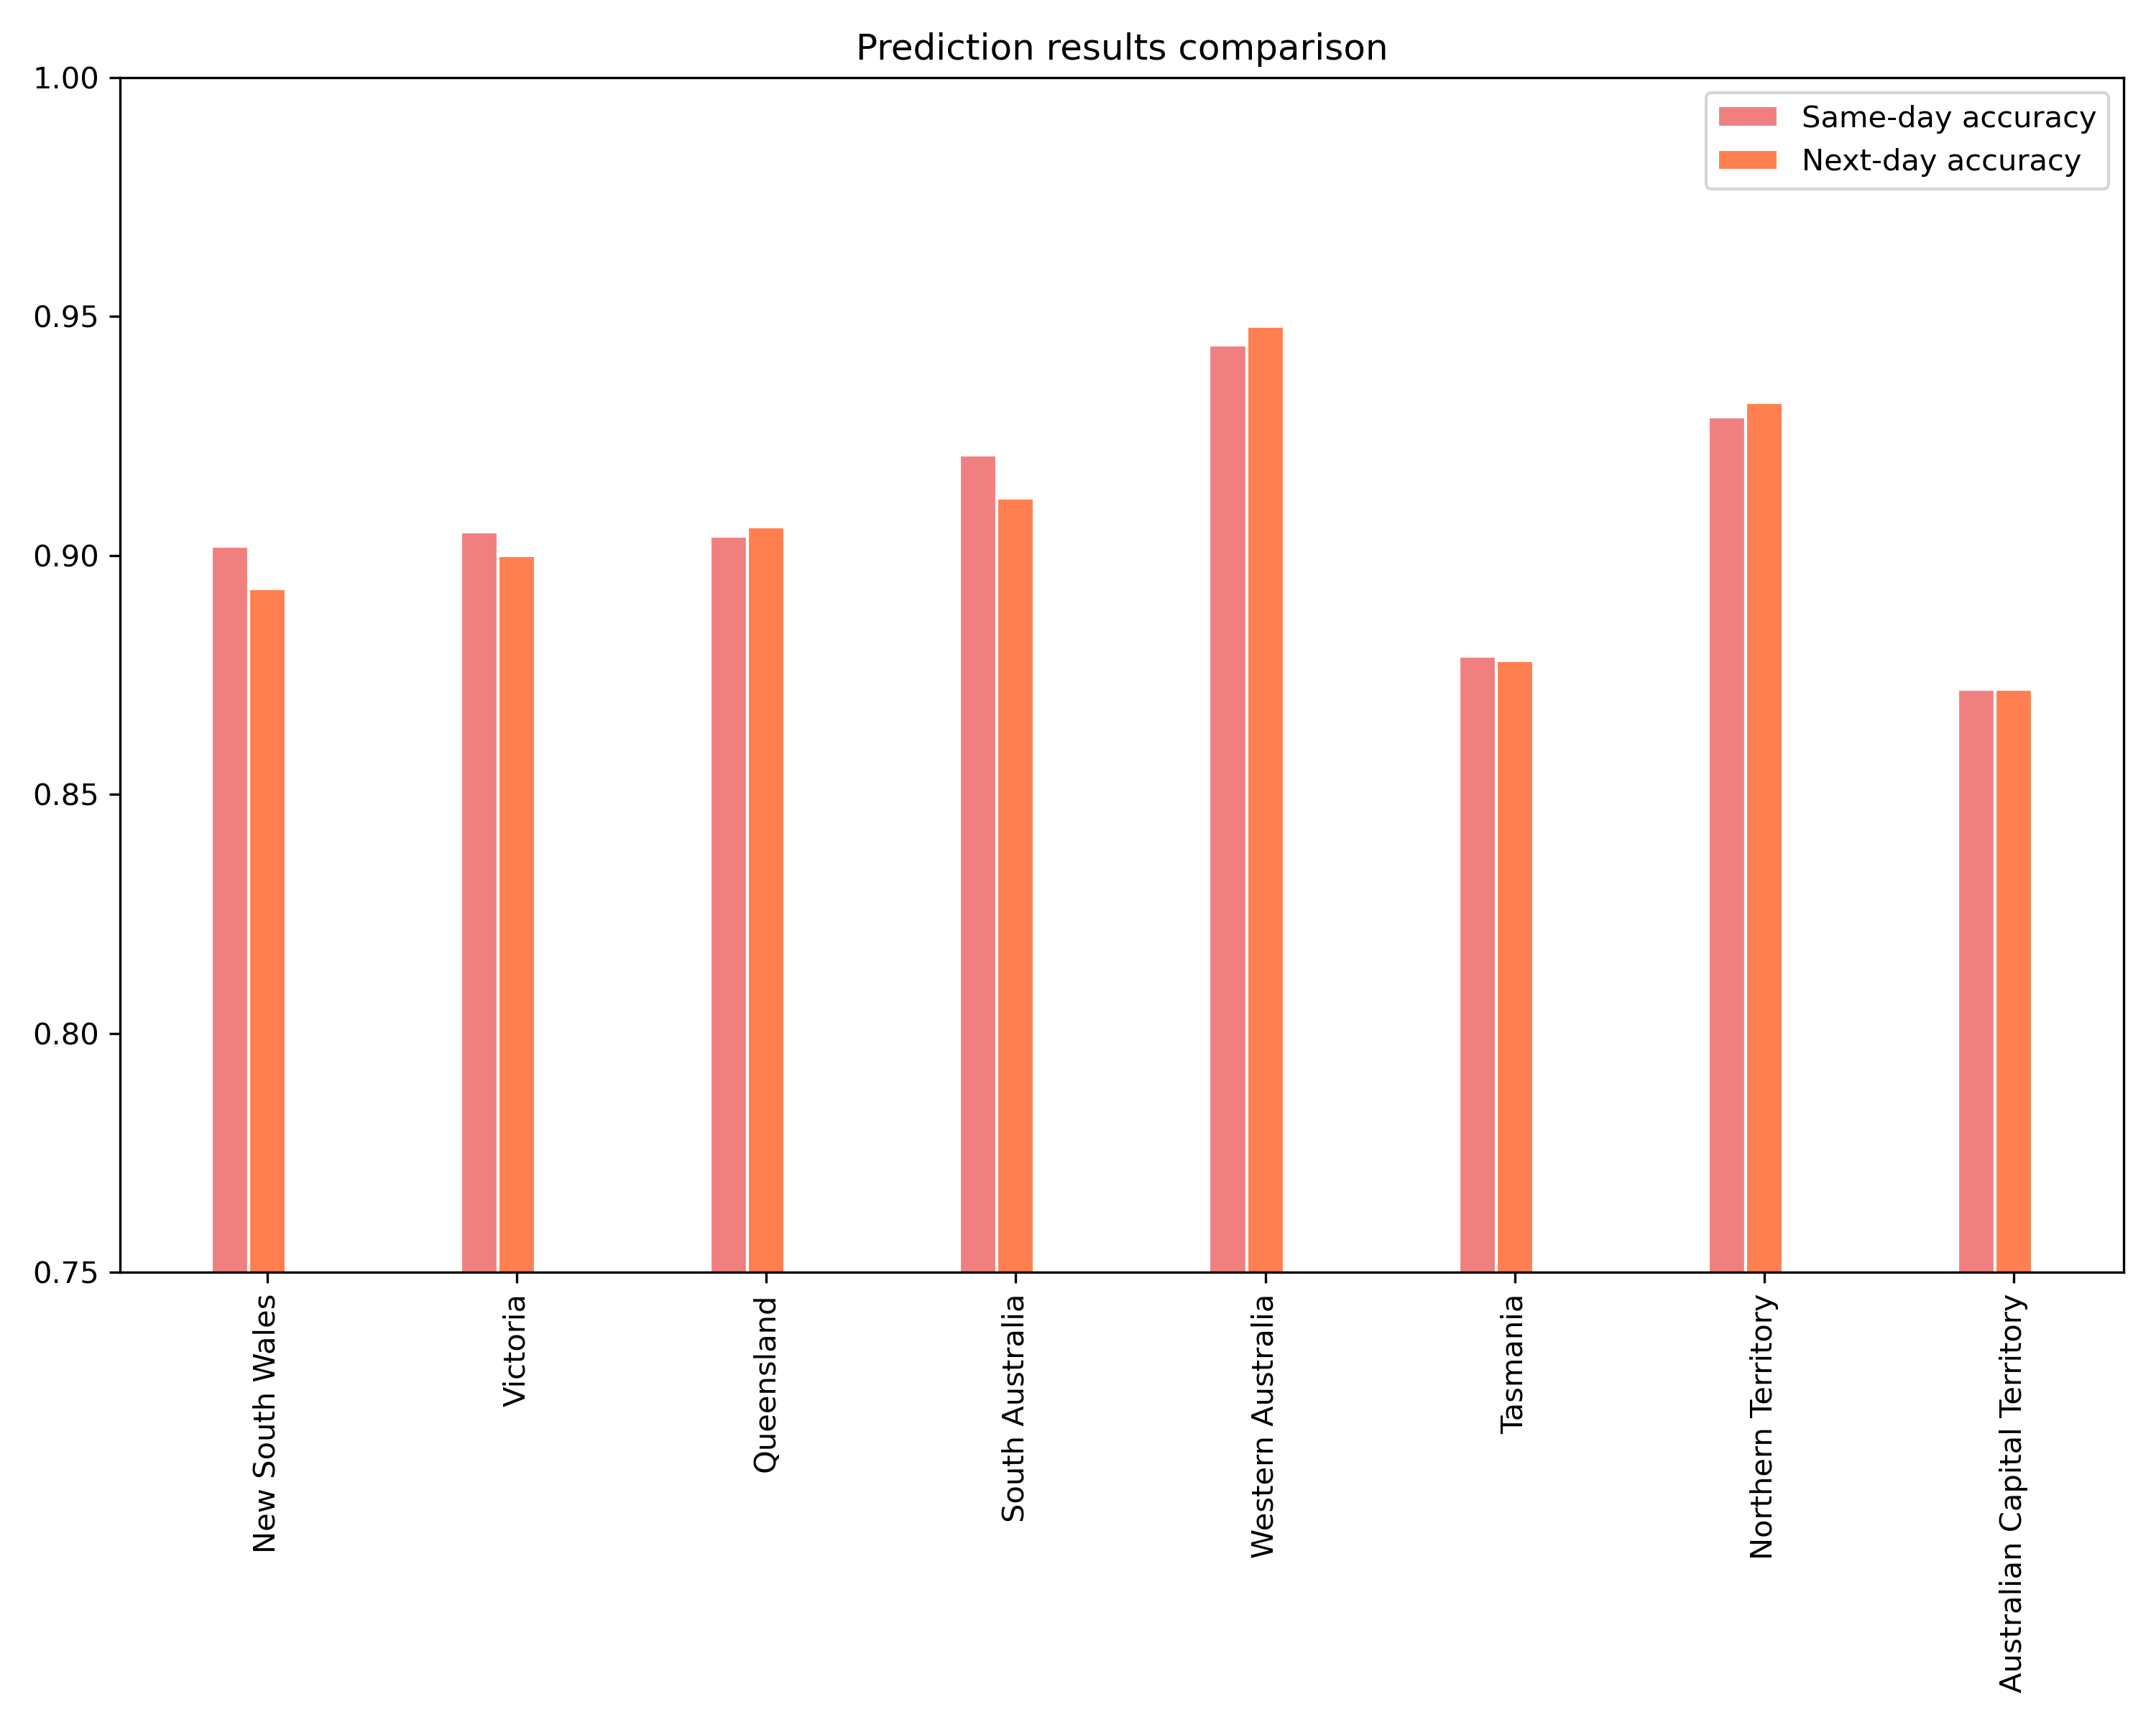 Prediction results comparison
1.00
0.95
0.90
0.85
0.80
0.75
Same-day accuracy
Next-day accuracy
New South Wales
Victoria
Queensland
South Australia
Western Australia
Tasmania
Northern Territory
Australian Capital Territory